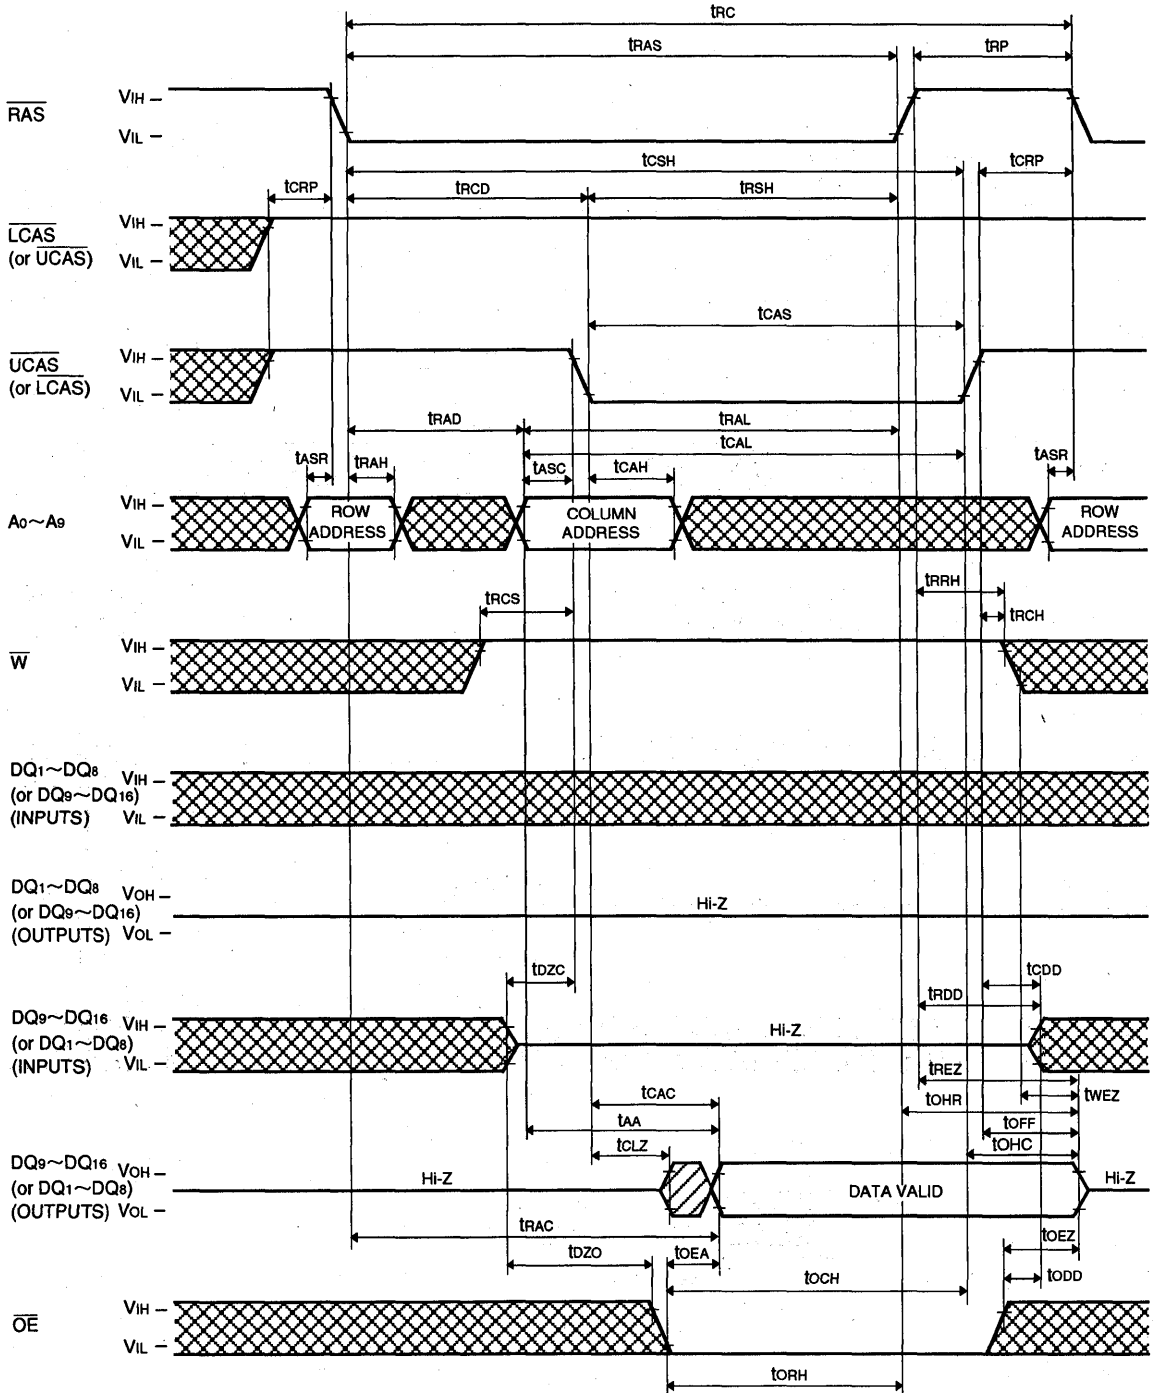 tRC
tRAS tRP
RAS VIH –
VIL –
tCSH tCRP
tCRP tRCD tRSH
LCAS VIH –
(or UCAS) VIL –
tCAS
UCAS VIH –
(or LCAS) VIL –
tRAD tRAL
tCAL
tASR tRAH tASC tCAH tASR
A0~A9 VIH – ROW ADDRESS COLUMN ADDRESS ROW ADDRESS
VIL –
tRRH
tRCS tRCH
W VIH –
VIL –
DQ1~DQ8 VIH –
(or DQ9~DQ16)
(INPUTS) VIL –
DQ1~DQ8 VOH –
(or DQ9~DQ16) Hi-Z
(OUTPUTS) VOL –
tDZC tCDD
tRDD
DQ9~DQ16 VIH –
(or DQ1~DQ8) Hi-Z
(INPUTS) VIL –
tREZ
tCAC tOHR tWEZ
tAA tOFF
tCLZ tOHC
DQ9~DQ16 VOH –
(or DQ1~DQ8) Hi-Z DATA VALID Hi-Z
(OUTPUTS) VOL –
tRAC tOEZ
tDZO tOEA tOCH tODD
OE VIH –
VIL –
tORH